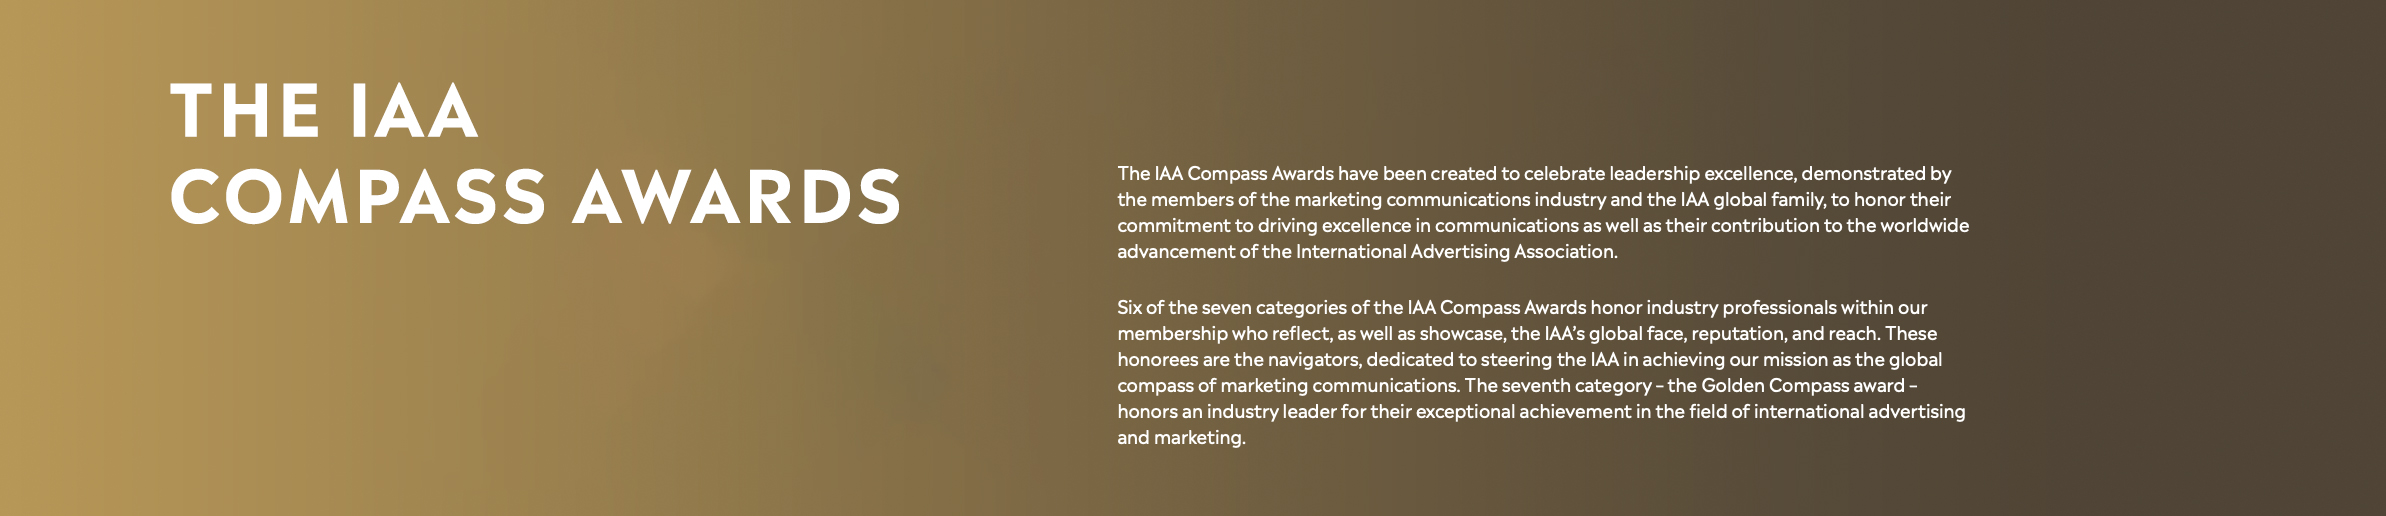 THE IAA
COMPASS AWARDS
The IAA Compass Awards have been created to celebrate leadership excellence, demonstrated by
the members of the marketing communications industry and the IAA global family, to honor their
commitment to driving excellence in communications as well as their contribution to the worldwide
advancement of the International Advertising Association.
Six of the seven categories of the IAA Compass Awards honor industry professionals within our
membership who reflect, as well as showcase, the IAA’s global face, reputation, and reach. These
honorees are the navigators, dedicated to steering the IAA in achieving our mission as the global
compass of marketing communications. The seventh category – the Golden Compass award –
honors an industry leader for their exceptional achievement in the field of international advertising
and marketing.